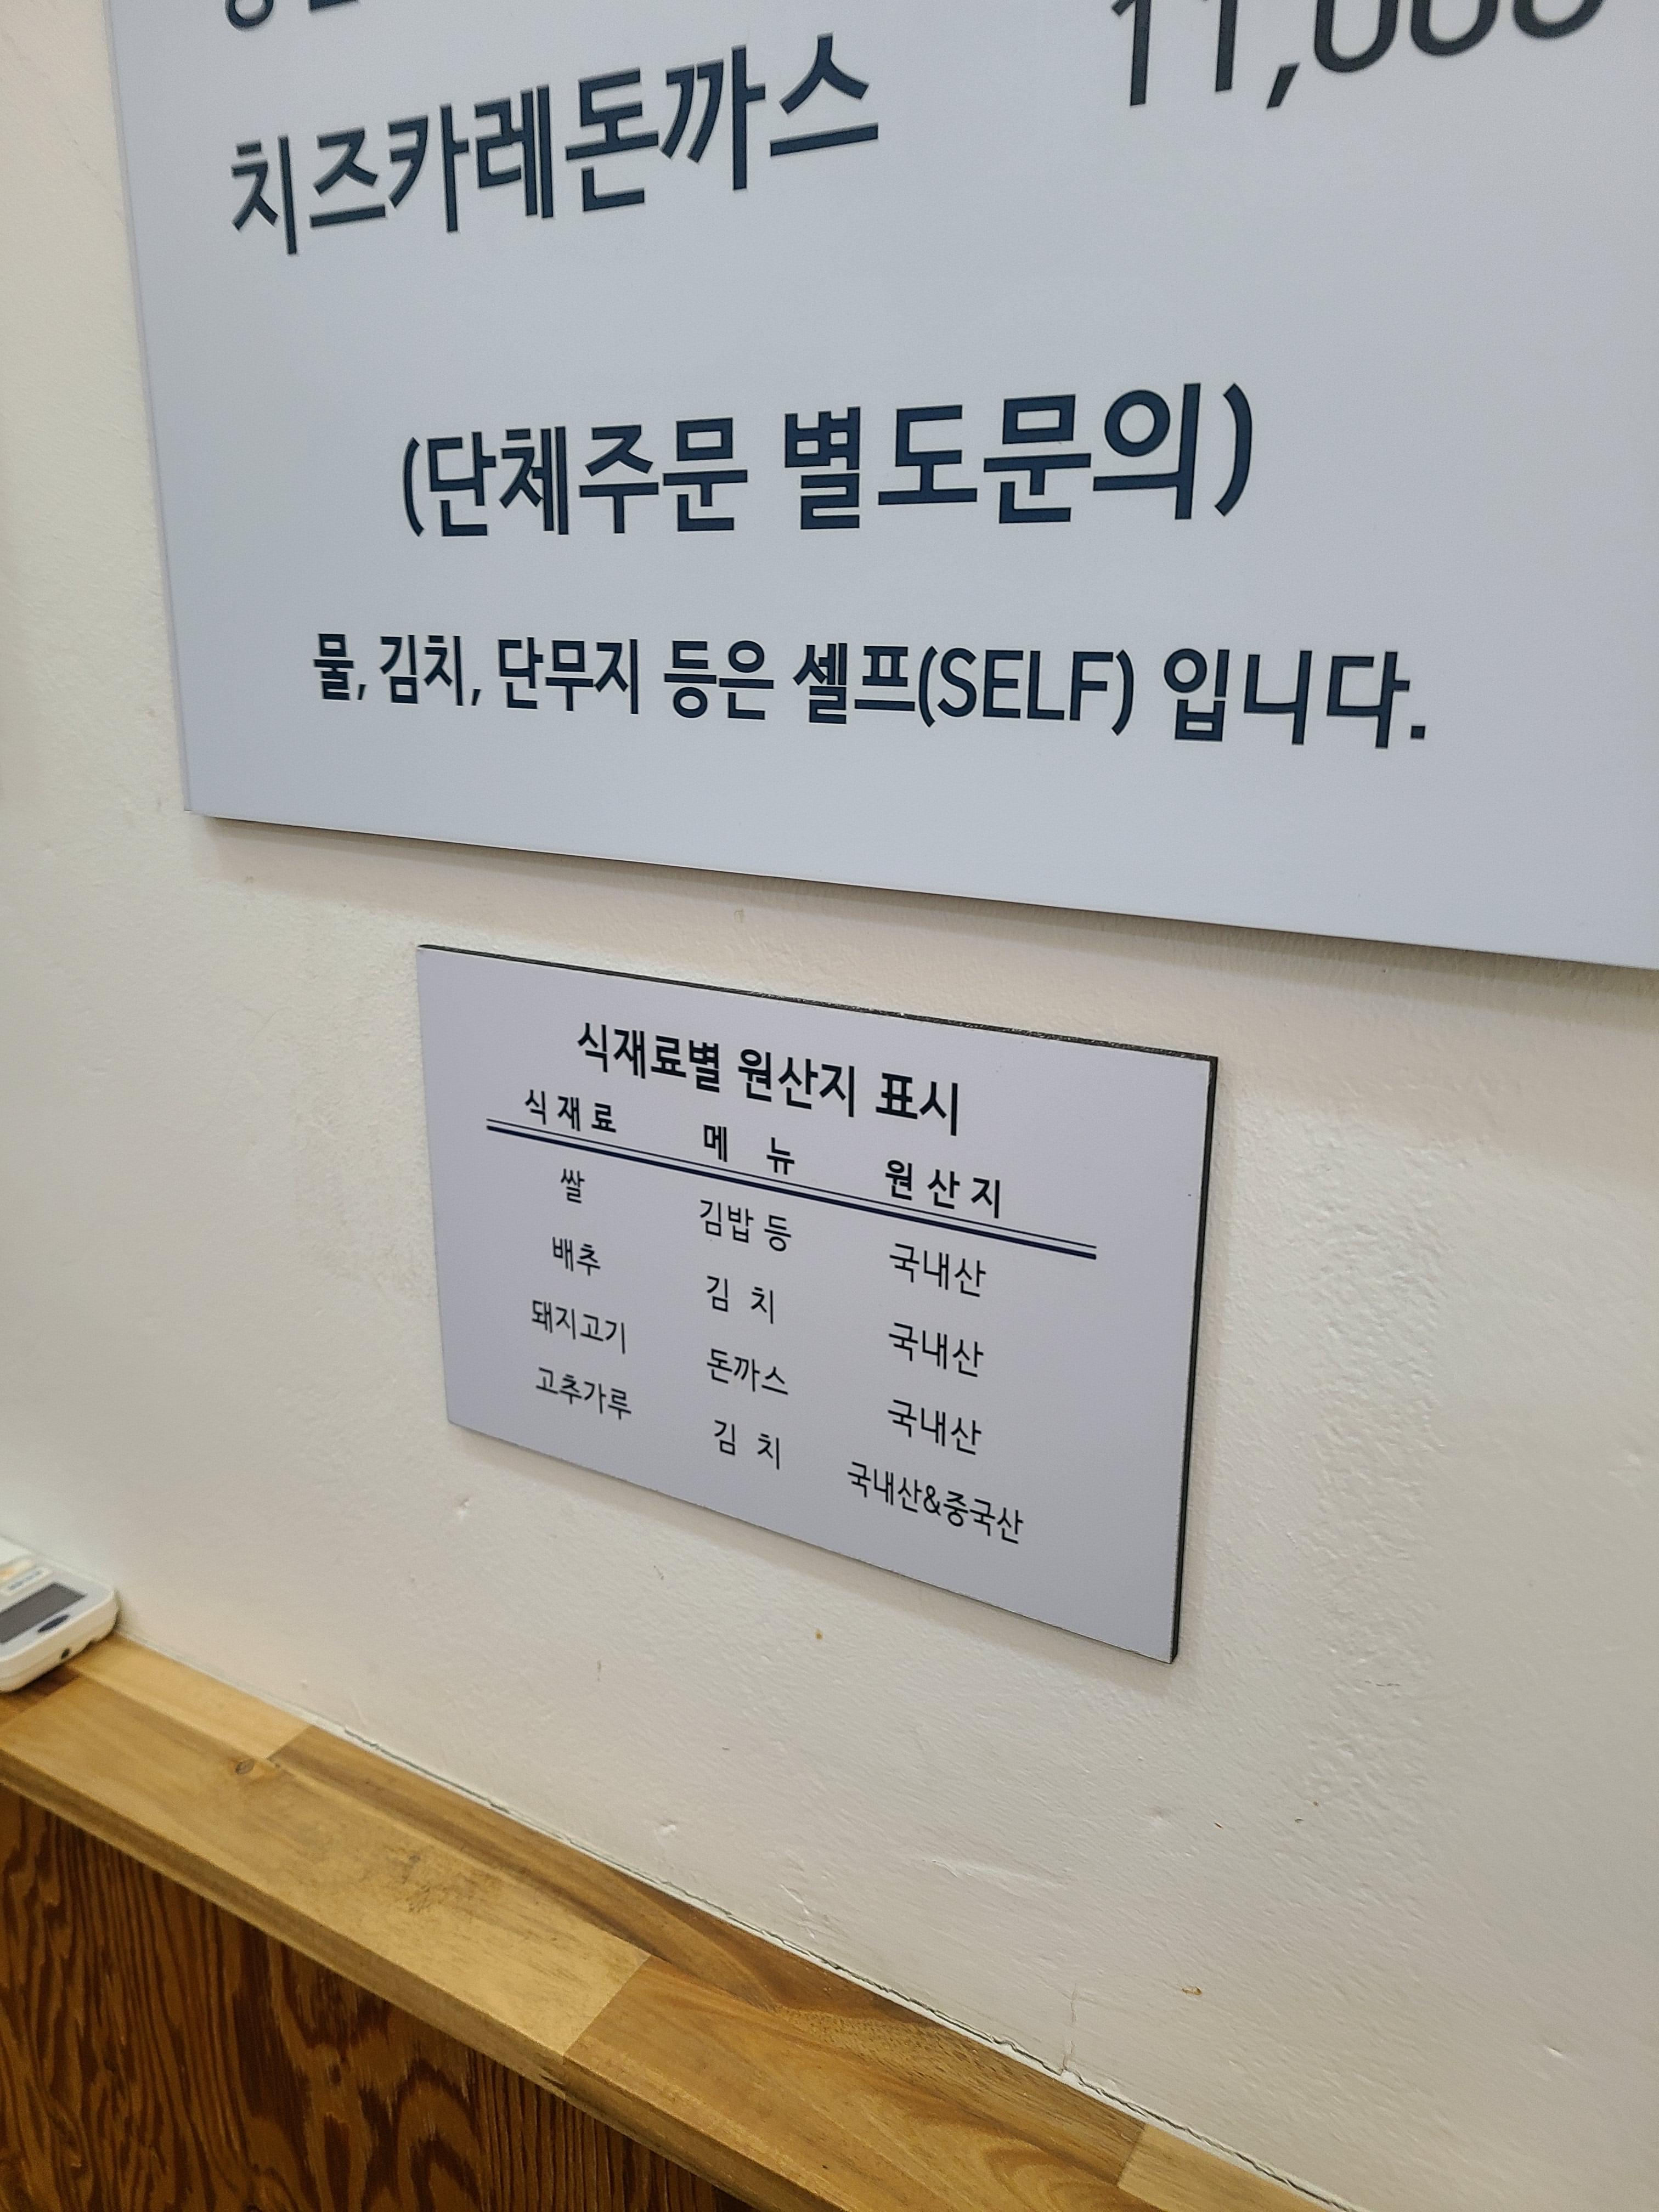 치즈카레돈까스 11,000
(단체주문 별도문의)
물, 김치, 단무지 등은 셀프(SELF) 입니다.
식재료별 원산지 표시
식재료 메 뉴 원산지
쌀 김밥 등 국내산
배추 김 치 국내산
돼지고기 돈까스 국내산
고추가루 김 치 국내산&중국산